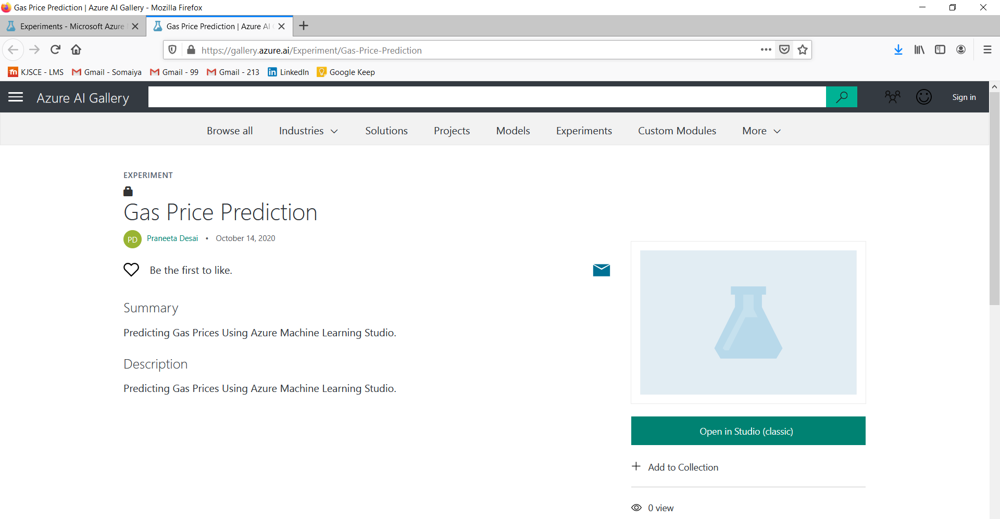 Gas Price Prediction | Azure AI Gallery - Mozilla Firefox
Experiments - Microsoft Azure
Gas Price Prediction | Azure AI
https://gallery.azure.ai/Experiment/Gas-Price-Prediction
KJSCE - LMS Gmail - Somaiya Gmail - 99 Gmail - 213 LinkedIn Google Keep
Azure AI Gallery
Sign in
Browse all Industries Solutions Projects Models Experiments Custom Modules More
EXPERIMENT
Gas Price Prediction
PD Praneeta Desai • October 14, 2020
Be the first to like.
Summary
Predicting Gas Prices Using Azure Machine Learning Studio.
Description
Predicting Gas Prices Using Azure Machine Learning Studio.
Open in Studio (classic)
Add to Collection
0 view